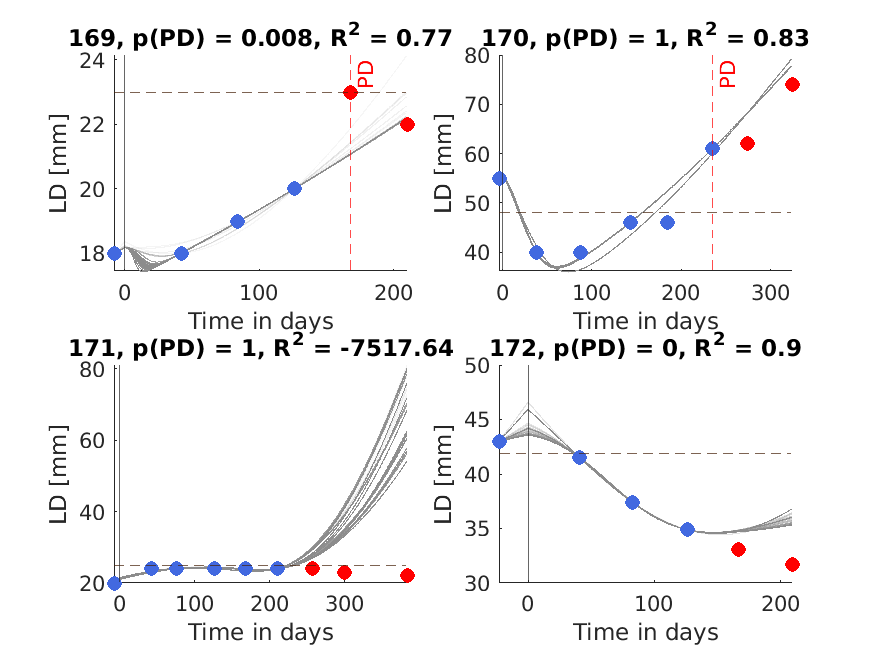 169, p(PD) = 0.008, R² = 0.77
170, p(PD) = 1, R² = 0.83
24
22
20
18
LD [mm]
PD
0
100
200
Time in days
80
70
60
50
40
LD [mm]
PD
0
100
200
300
Time in days
171, p(PD) = 1, R² = -7517.64
172, p(PD) = 0, R² = 0.9
80
60
40
20
LD [mm]
0
100
200
300
Time in days
50
45
40
35
30
LD [mm]
0
100
200
Time in days